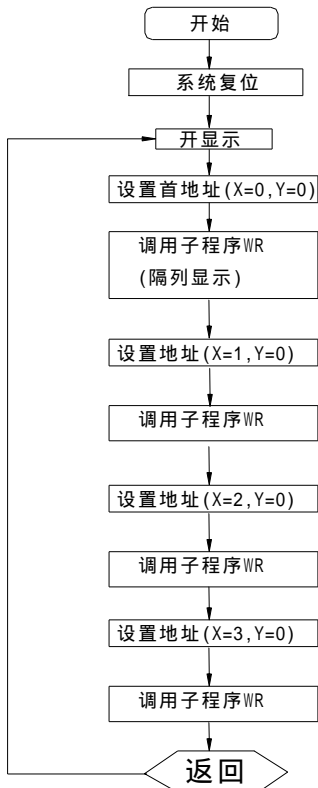 开始
系统复位
开显示
设置首地址(X=0,Y=0)
调用子程序WR
(隔列显示)
设置地址(X=1,Y=0)
调用子程序WR
设置地址(X=2,Y=0)
调用子程序WR
设置地址(X=3,Y=0)
调用子程序WR
返回